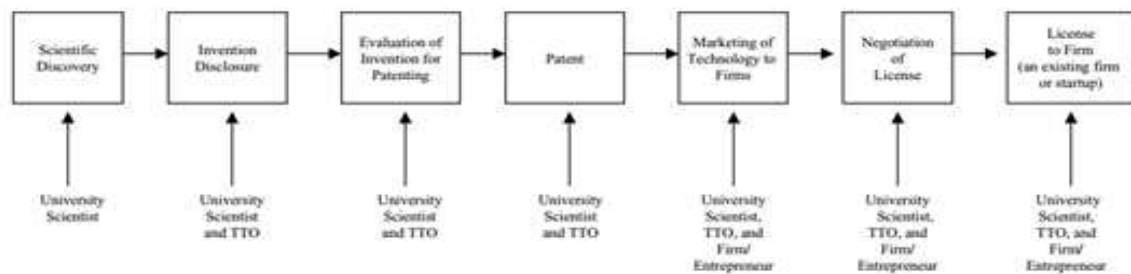 Scientific
Discovery
Invention
Disclosure
Evaluation of
Invention for
Patenting
Patent
Marketing of
Technology to
Firms
Negotiation
of
License
License
to Firm
(an existing firm
or startup)
University
Scientist
University
Scientist
and TTO
University
Scientist
and TTO
University
Scientist
and TTO
University
Scientist,
TTO, and
Firm/
Entrepreneur
University
Scientist,
TTO, and
Firm/
Entrepreneur
University
Scientist,
TTO, and
Firm/
Entrepreneur